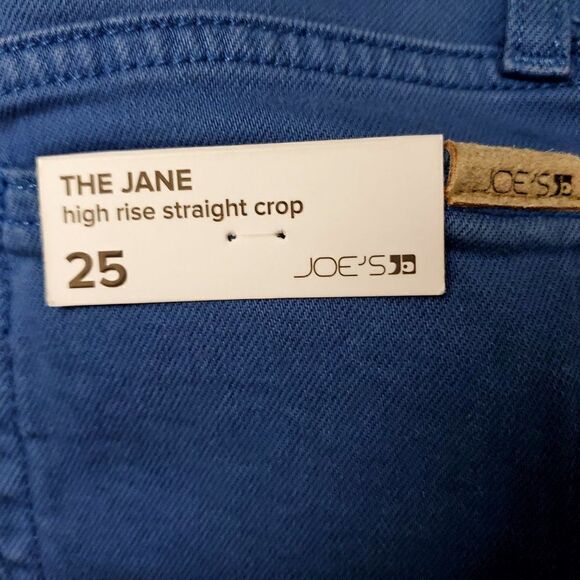 THE JANE
high rise straight crop
25
JOE'S
JOE'S